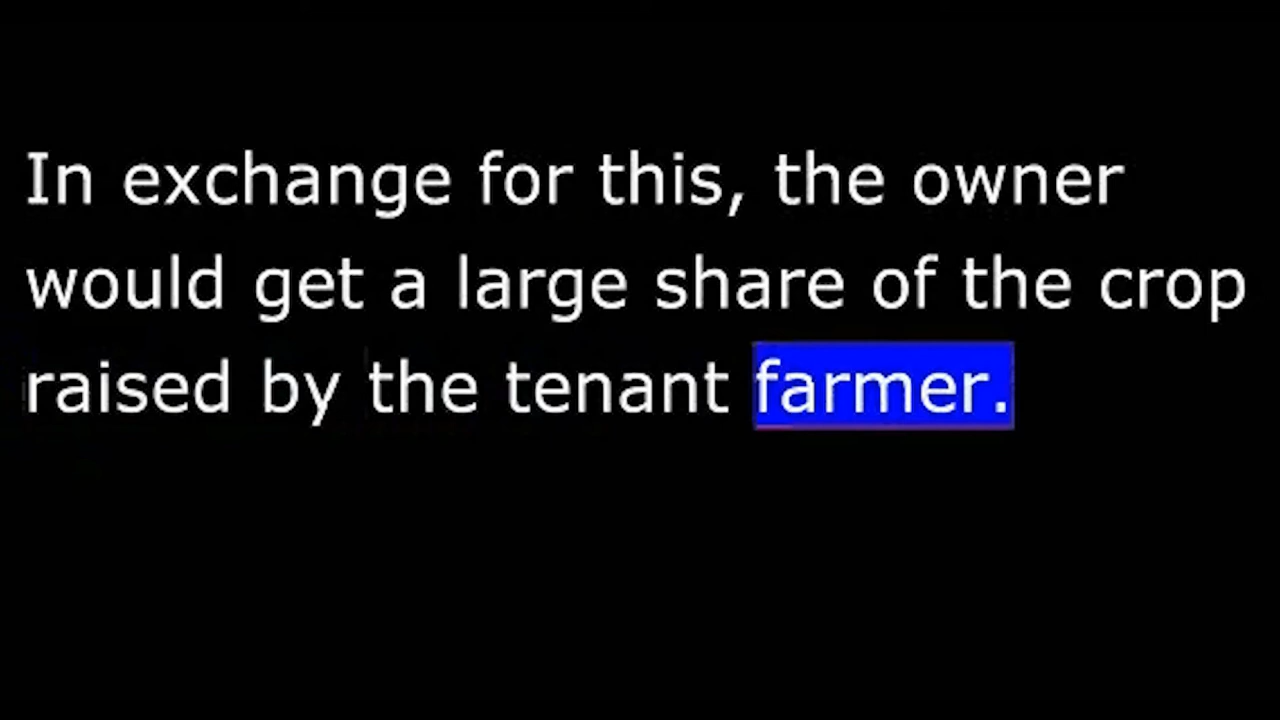 In exchange for this, the owner
would get a large share of the crop
raised by the tenant farmer.